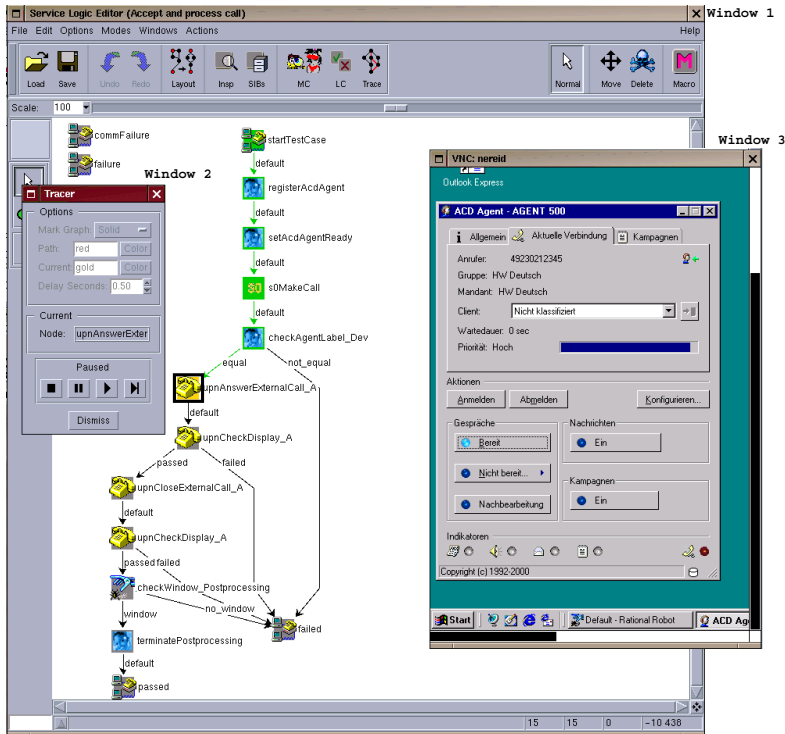 Service Logic Editor (Accept and process call)
Window 1
File Edit Options Modes Windows Actions Help
Load Save Undo Redo Layout Insp SIBs MC LC Trace Normal Move Delete Macro
Scale: 100
commFailure
failure
startTestCase
default
registerAcdAgent
default
setAcdAgentReady
default
$0 s0MakeCall
default
checkAgentLabel_Dev
equal not_equal
upnAnswerExternalCall_A
default
upnCheckDisplay_A
passed failed
upnCloseExternalCall_A
default
upnCheckDisplay_A
passed failed
checkWindow_Postprocessing
window no_window
failed
terminatePostprocessing
default
passed
15 15 0 -10 438
Window 2
Tracer
Options
Mark Graph: Solid
Path: red Color
Current: gold Color
Delay Seconds: 0.50
Current
Node: upnAnswerExter
Paused
Dismiss
Window 3
VNC: nereid
Outlook Express
ACD Agent - AGENT 500
Allgemein Aktuelle Verbindung Kampagnen
Anrufer: 49230212345
Gruppe: HW Deutsch
Mandant: HW Deutsch
Client: Nicht klassifiziert
Wartedauer: 0 sec
Priorität: Hoch
Aktionen
Anmelden Abmelden Konfigurieren...
Gespräche
Bereit
Nicht bereit...
Nachbearbeitung
Nachrichten
Ein
Kampagnen
Ein
Indikatoren
Copyright (c) 1992-2000
Start Default - Rational Robot ACD Ag